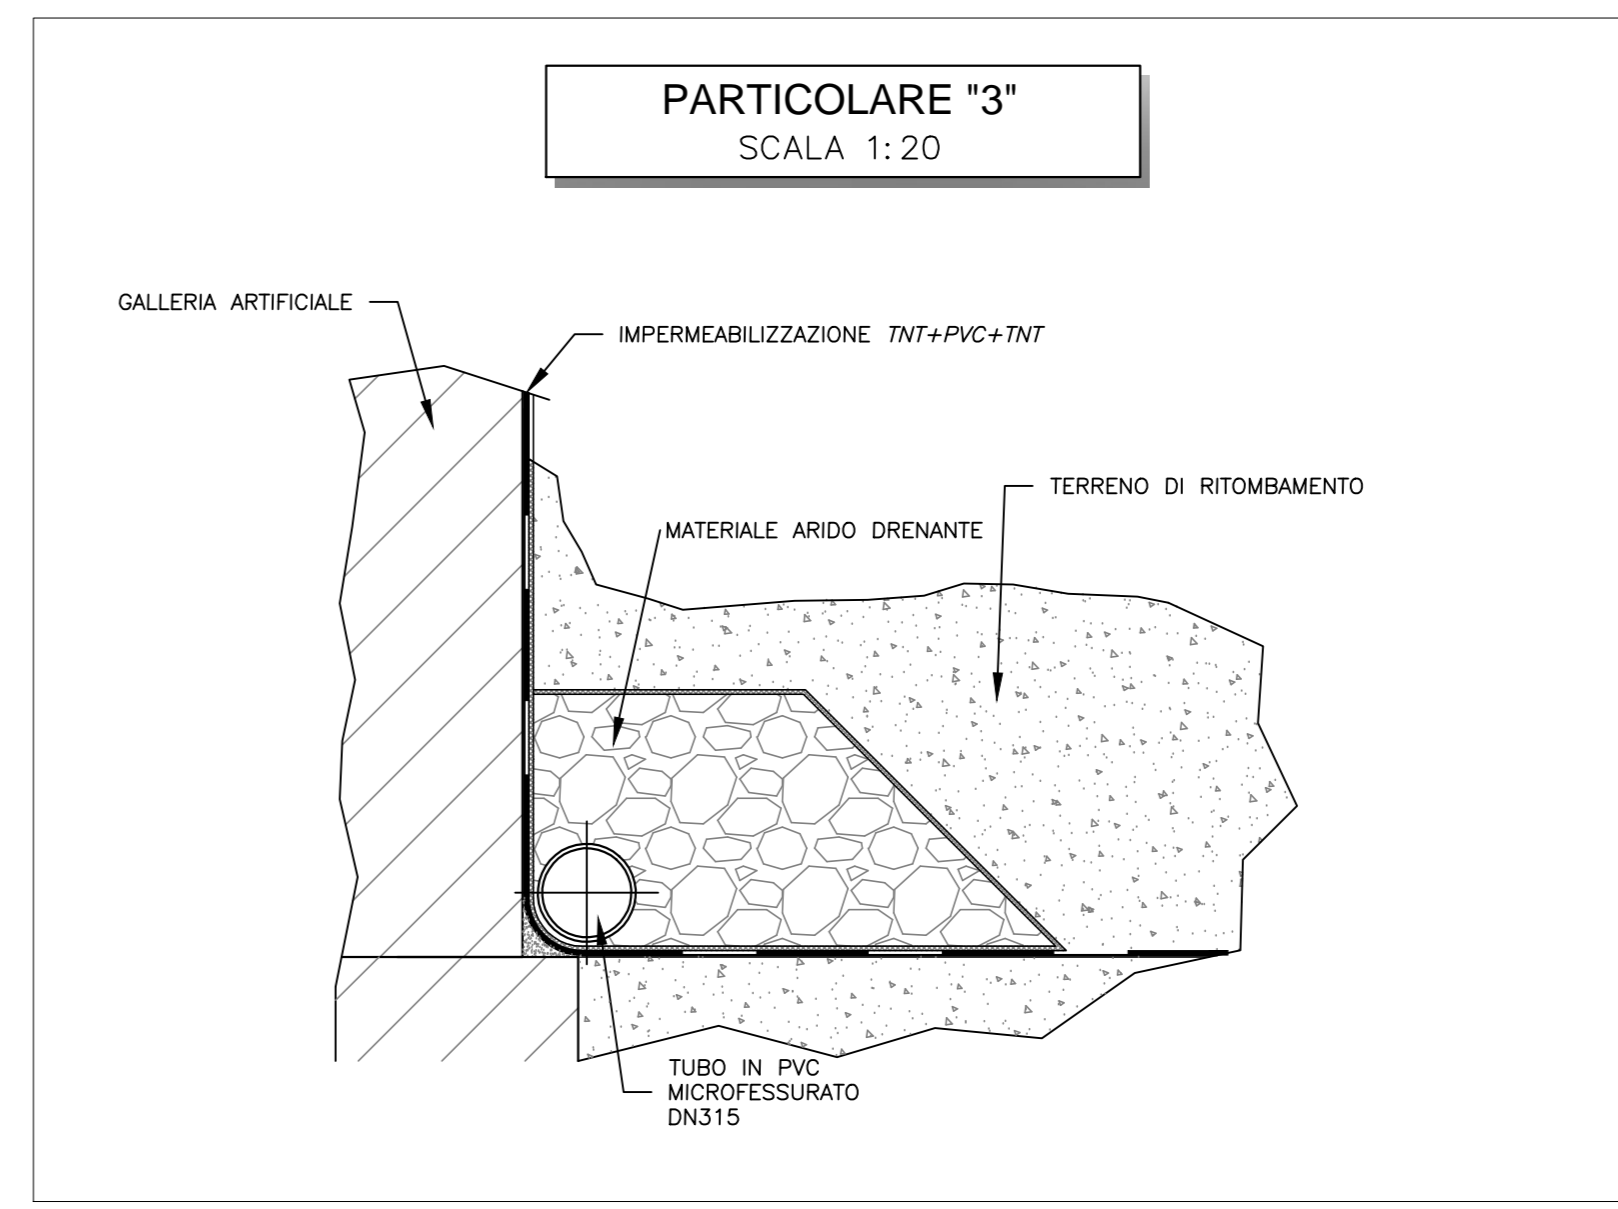 PARTICOLARE "3"
SCALA 1:20
GALLERIA ARTIFICIALE
IMPERMEABILIZZAZIONE TNT+PVC+TNT
TERRENO DI RITOMBAMENTO
MATERIALE ARIDO DRENANTE
TUBO IN PVC
MICROFESSURATO
DN315